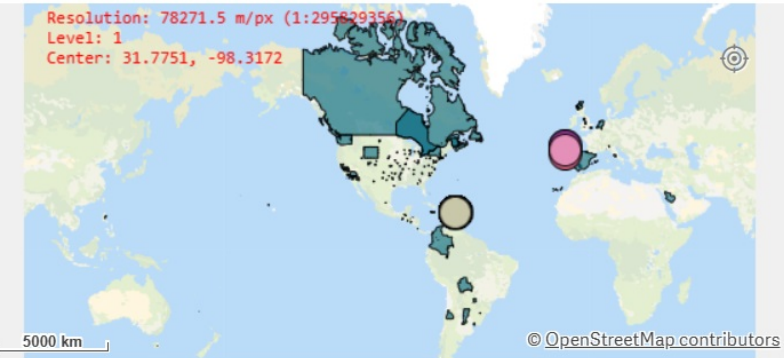 Resolution: 78271.5 m/px (1:295829356)
Level: 1
Center: 31.7751, -98.3172
5000 km
© OpenStreetMap contributors